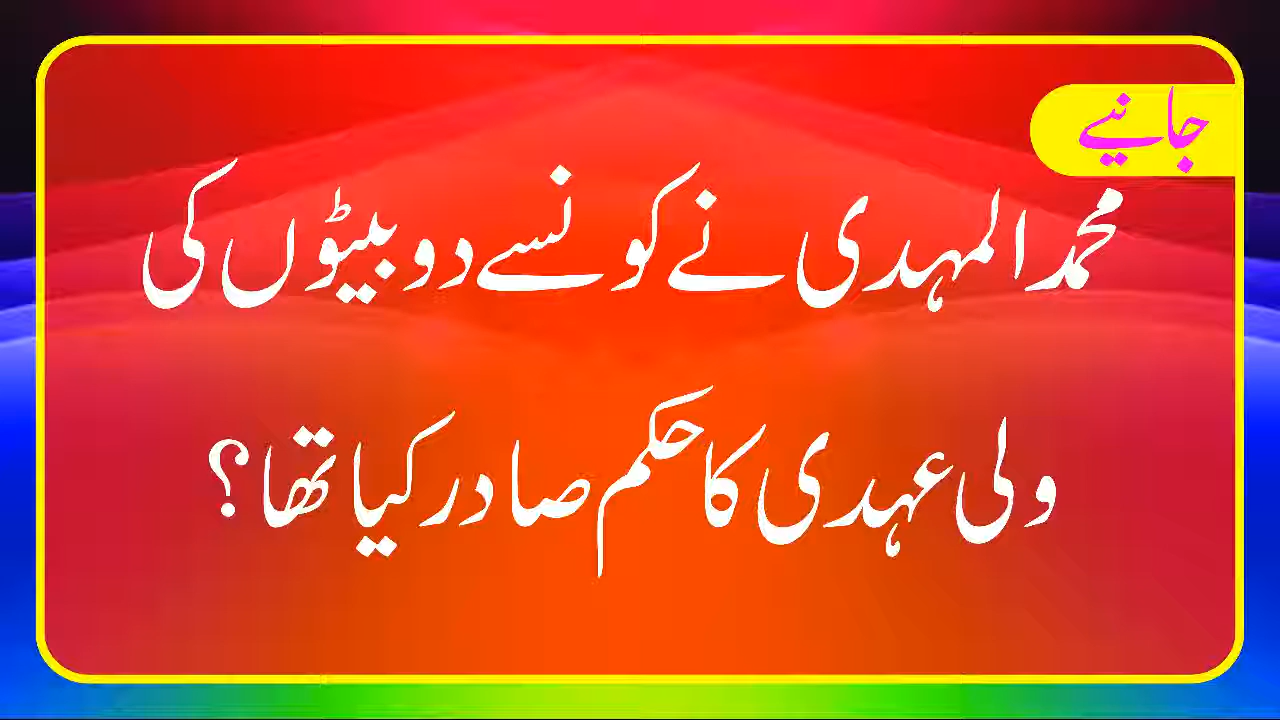 جانیے
محمد المہدی نے کونسے دو بیٹوں کی
ولی عہدی کا حکم صادر کیا تھا؟